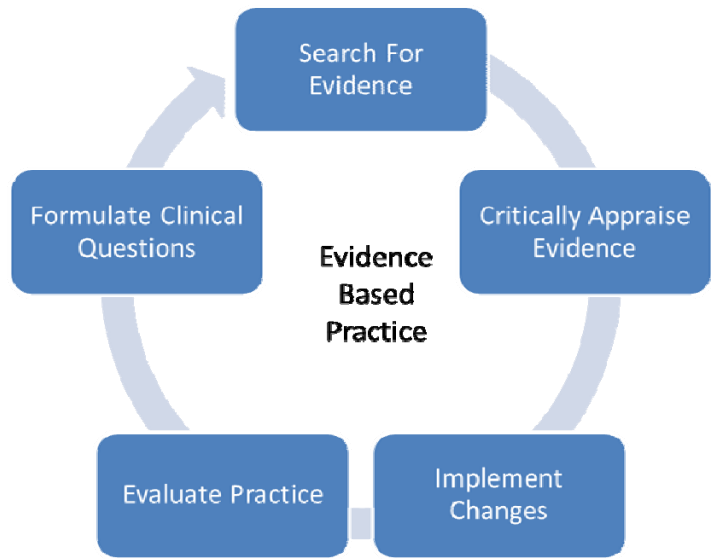 Search For
Evidence
Formulate Clinical
Questions
Critically Appraise
Evidence
Evidence
Based
Practice
Evaluate Practice
Implement
Changes